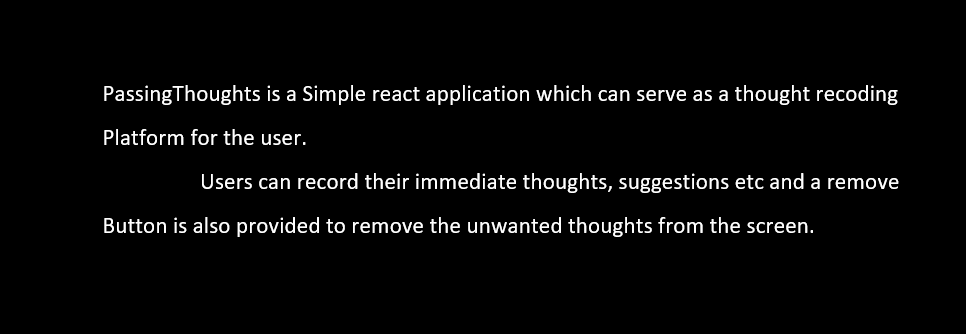 PassingThoughts is a Simple react application which can serve as a thought recoding
Platform for the user.
Users can record their immediate thoughts, suggestions etc and a remove
Button is also provided to remove the unwanted thoughts from the screen.